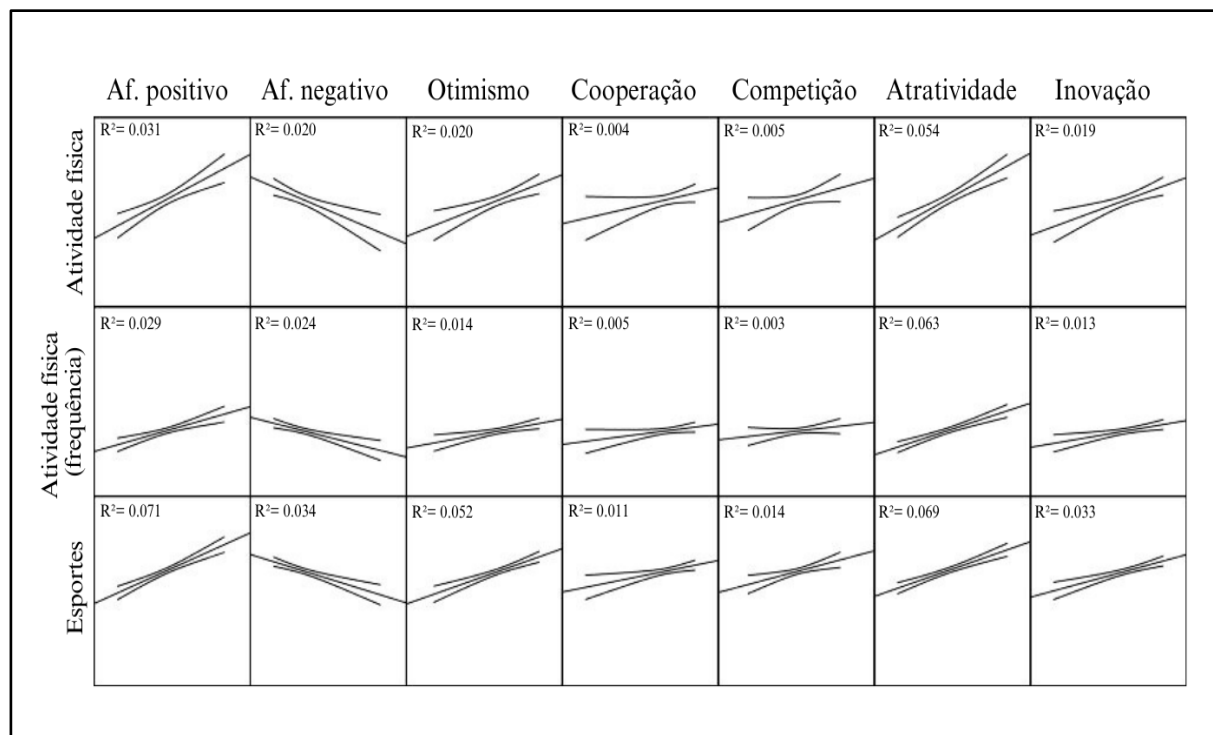 Af. positivo Af. negativo Otimismo Cooperação Competição Atratividade Inovação
Atividade física
R²= 0.031 R²= 0.020 R²= 0.020 R²= 0.004 R²= 0.005 R²= 0.054 R²= 0.019
Atividade física
(frequência)
R²= 0.029 R²= 0.024 R²= 0.014 R²= 0.005 R²= 0.003 R²= 0.063 R²= 0.013
Esportes
R²= 0.071 R²= 0.034 R²= 0.052 R²= 0.011 R²= 0.014 R²= 0.069 R²= 0.033